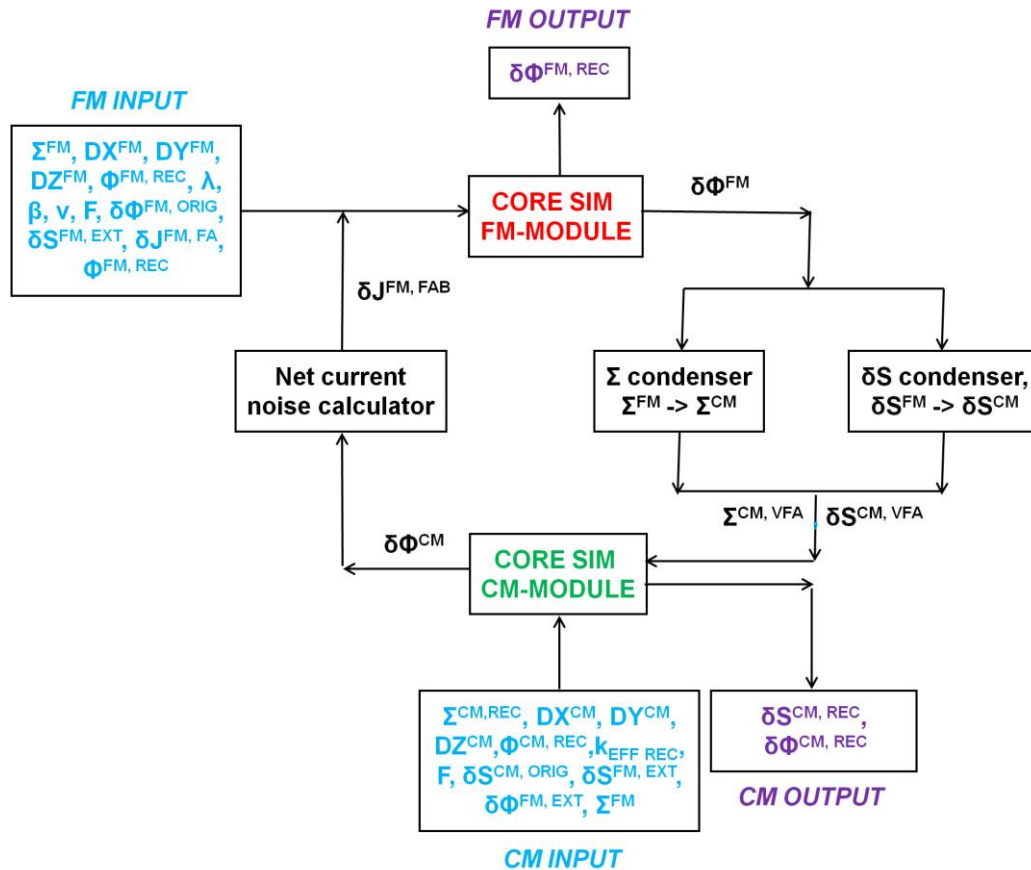 FM OUTPUT
δΦFM, REC
FM INPUT
ΣFM, DXFM, DYFM,
DZFM, ΦFM, REC, λ,
β, v, F, δΦFM, ORIG,
δSFM, EXT, δJFM, FA,
ΦFM, REC
CORE SIM
FM-MODULE
δΦFM
δJFM, FAB
Net current
noise calculator
Σ condenser
ΣFM -> ΣCM
δS condenser,
δSFM -> δSCM
ΣCM, VFA , δSCM, VFA
δΦCM
CORE SIM
CM-MODULE
ΣCM,REC, DXCM, DYCM,
DZCM,ΦCM, REC,kEFF REC,
F, δSCM, ORIG, δSFM, EXT,
δΦFM, EXT, ΣFM
CM INPUT
δSCM, REC,
δΦCM, REC
CM OUTPUT